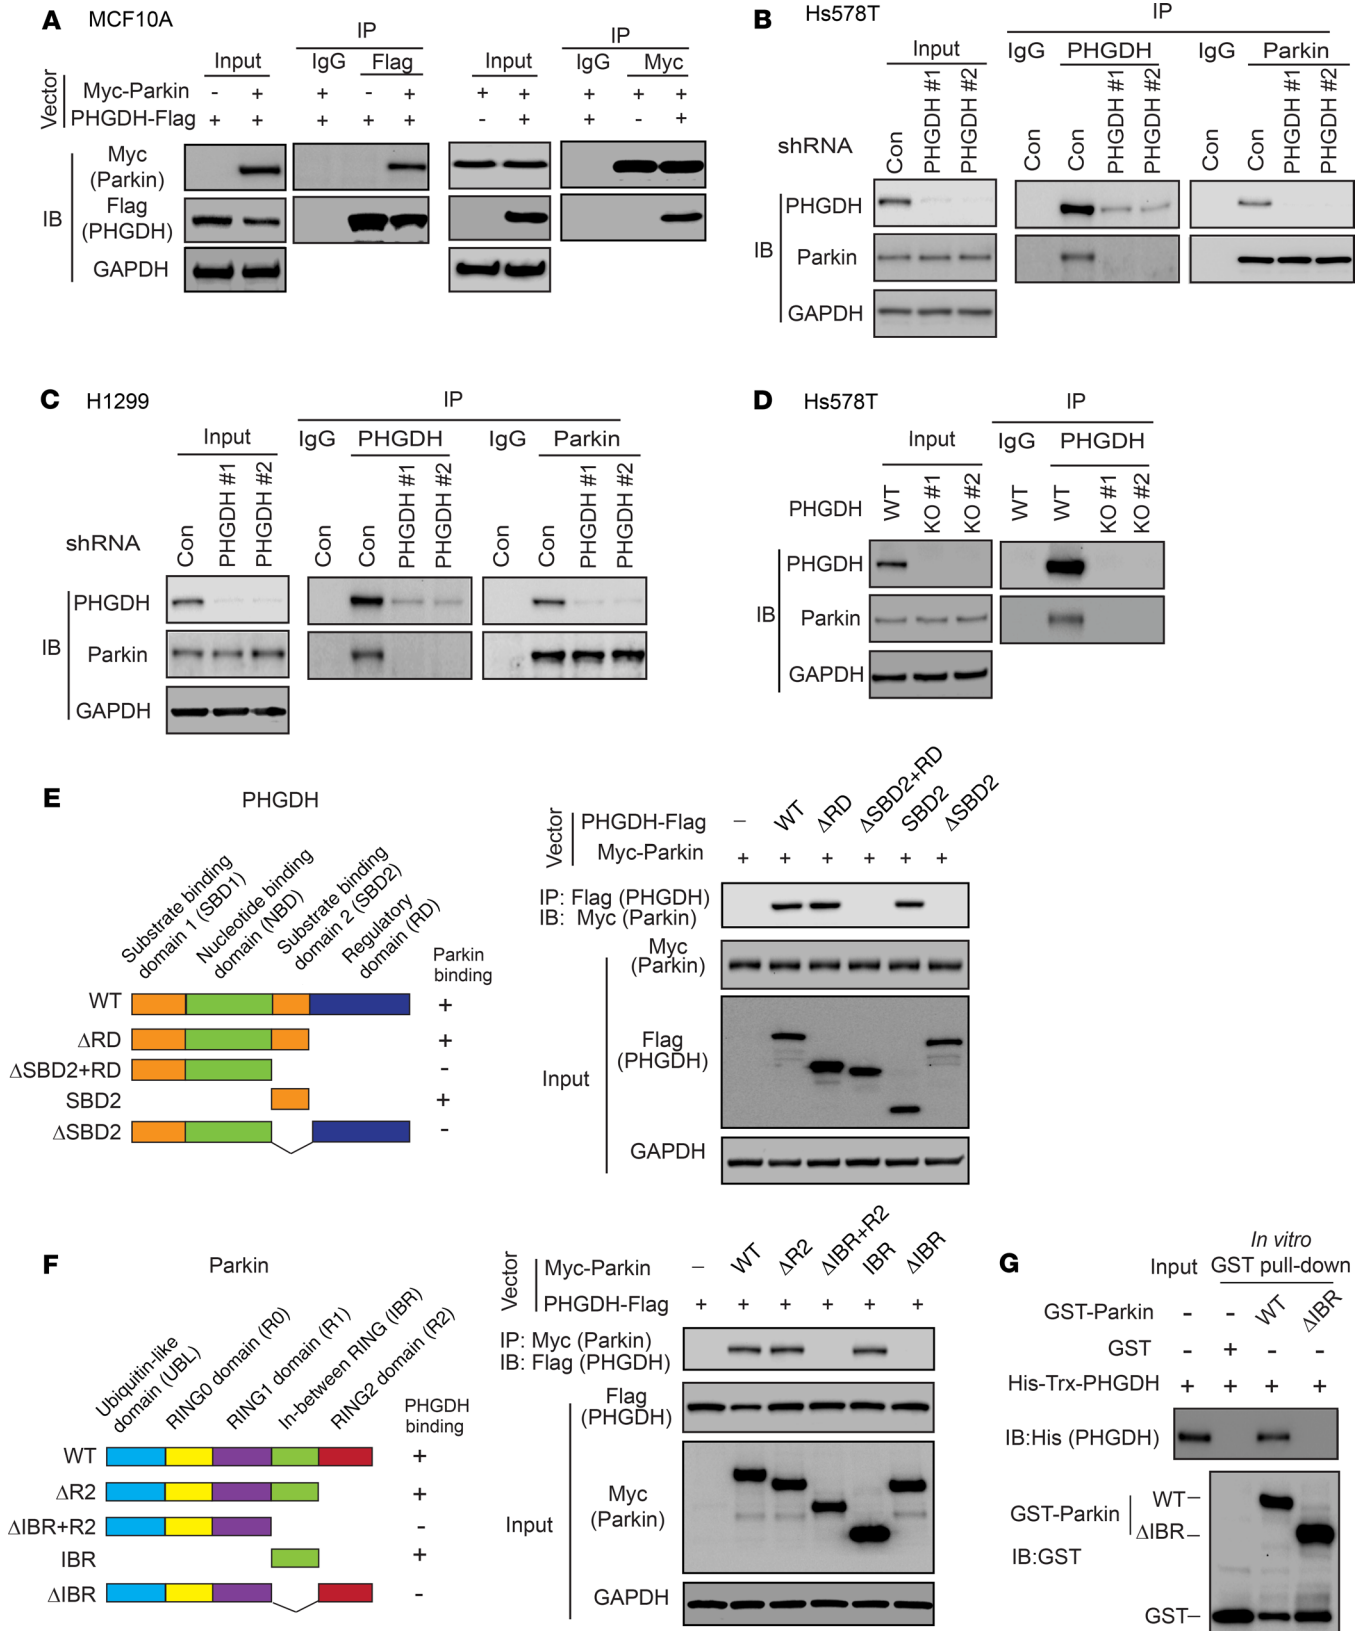 A MCF10A
IP
Input IgG Flag
Vector
Myc-Parkin - + + - +
PHGDH-Flag + + + + +
IP
Input IgG Myc
+ + + + +
- + + - +
IB
Myc
(Parkin)
Flag
(PHGDH)
GAPDH
B Hs578T
IP
Input IgG PHGDH IgG Parkin
shRNA
Con PHGDH #1 PHGDH #2 Con Con PHGDH #1 PHGDH #2 Con Con PHGDH #1 PHGDH #2
IB
PHGDH
Parkin
GAPDH
C H1299
IP
Input IgG PHGDH IgG Parkin
shRNA
Con PHGDH #1 PHGDH #2 Con Con PHGDH #1 PHGDH #2 Con Con PHGDH #1 PHGDH #2
IB
PHGDH
Parkin
GAPDH
D Hs578T
IP
Input IgG PHGDH
PHGDH
WT KO #1 KO #2 WT WT KO #1 KO #2
IB
PHGDH
Parkin
GAPDH
E PHGDH
Substrate binding
domain 1 (SBD1)
Nucleotide binding
domain (NBD)
Substrate binding
domain 2 (SBD2)
Regulatory
domain (RD)
Parkin
binding
WT +
ΔRD +
ΔSBD2+RD -
SBD2 +
ΔSBD2 -
Vector
PHGDH-Flag – WT ΔRD ΔSBD2+RD SBD2 ΔSBD2
Myc-Parkin + + + + + +
IP: Flag (PHGDH)
IB: Myc (Parkin)
Input
Myc
(Parkin)
Flag
(PHGDH)
GAPDH
F Parkin
Ubiquitin-like
domain (UBL)
RING0 domain (R0)
RING1 domain (R1)
In-between RING (IBR)
RING2 domain (R2)
PHGDH
binding
WT +
ΔR2 +
ΔIBR+R2 -
IBR +
ΔIBR -
Vector
Myc-Parkin – WT ΔR2 ΔIBR+R2 IBR ΔIBR
PHGDH-Flag + + + + + +
IP: Myc (Parkin)
IB: Flag (PHGDH)
Input
Flag
(PHGDH)
Myc
(Parkin)
GAPDH
G In vitro
Input GST pull-down
GST-Parkin - - WT ΔIBR
GST - + - -
His-Trx-PHGDH + + + +
IB:His (PHGDH)
GST-Parkin
WT–
ΔIBR–
IB:GST
GST–